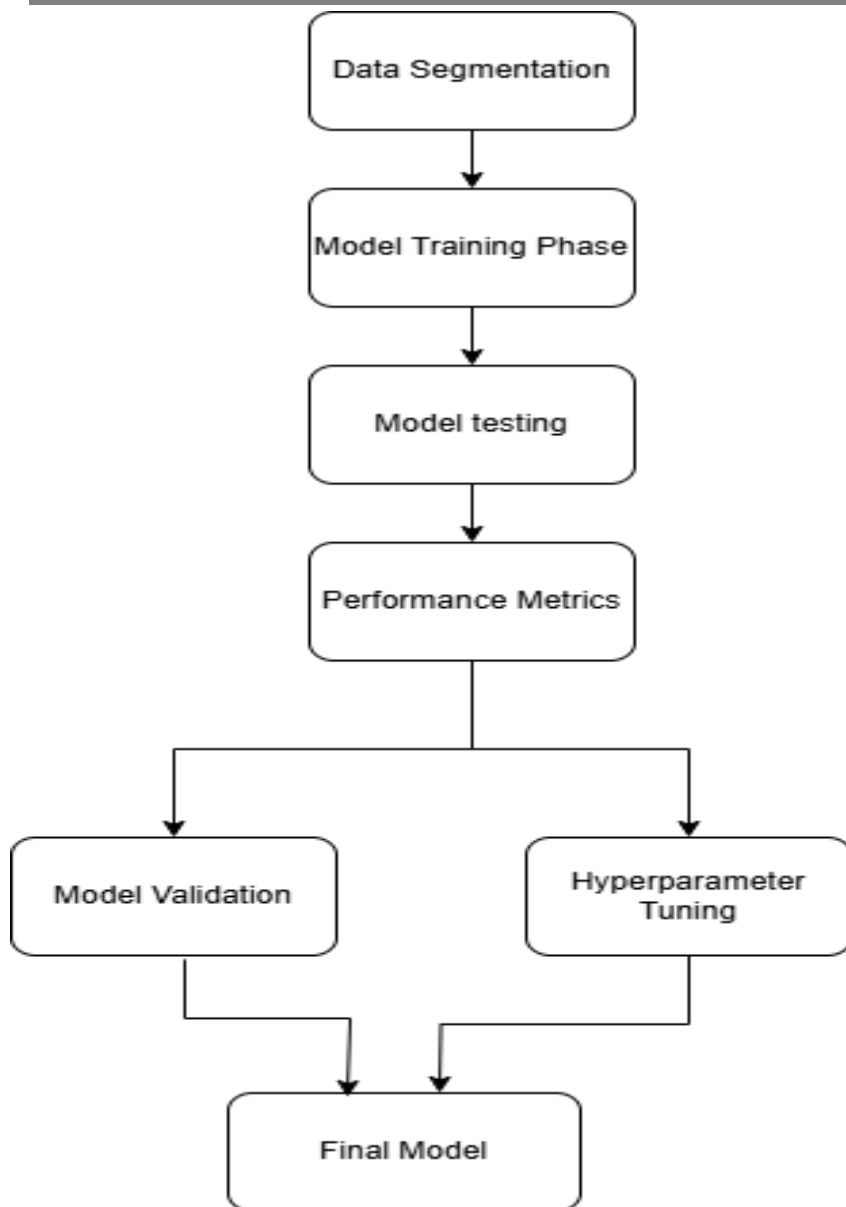 Data Segmentation
Model Training Phase
Model testing
Performance Metrics
Model Validation
Hyperparameter
Tuning
Final Model